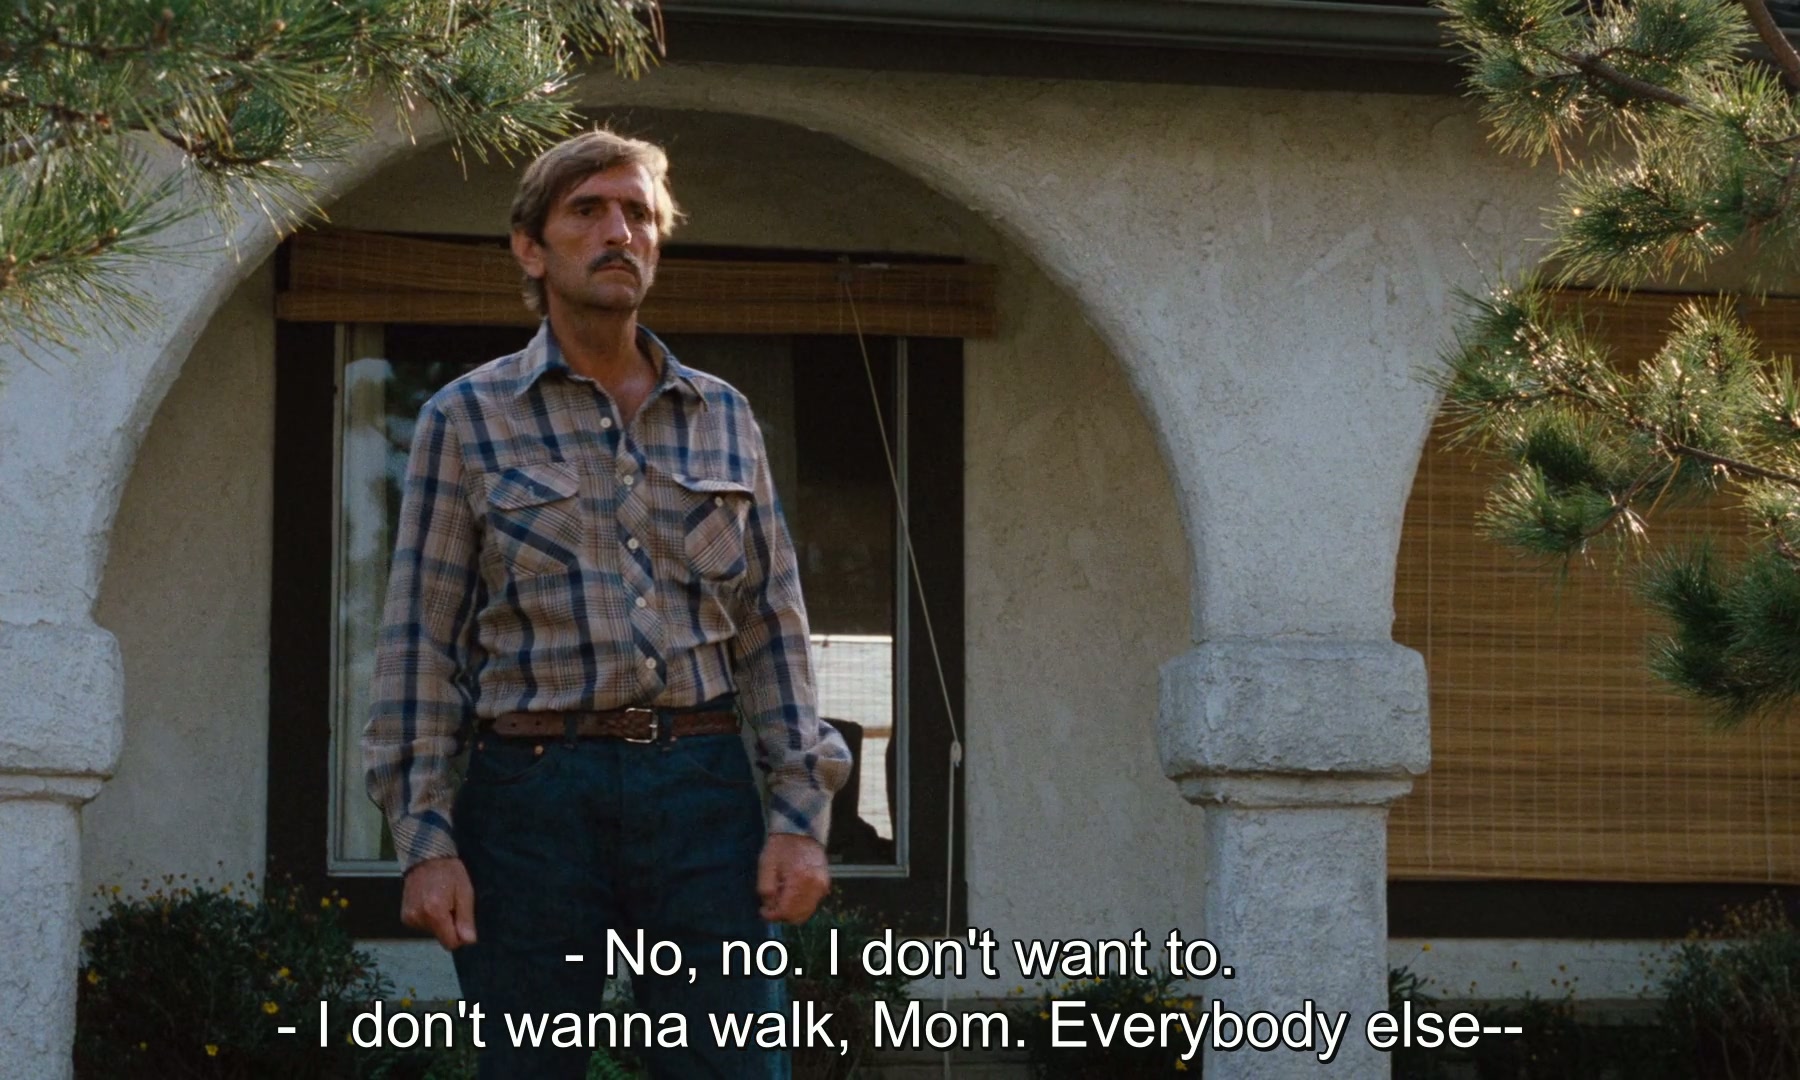 - No, no. I don't want to.
- I don't wanna walk, Mom. Everybody else--